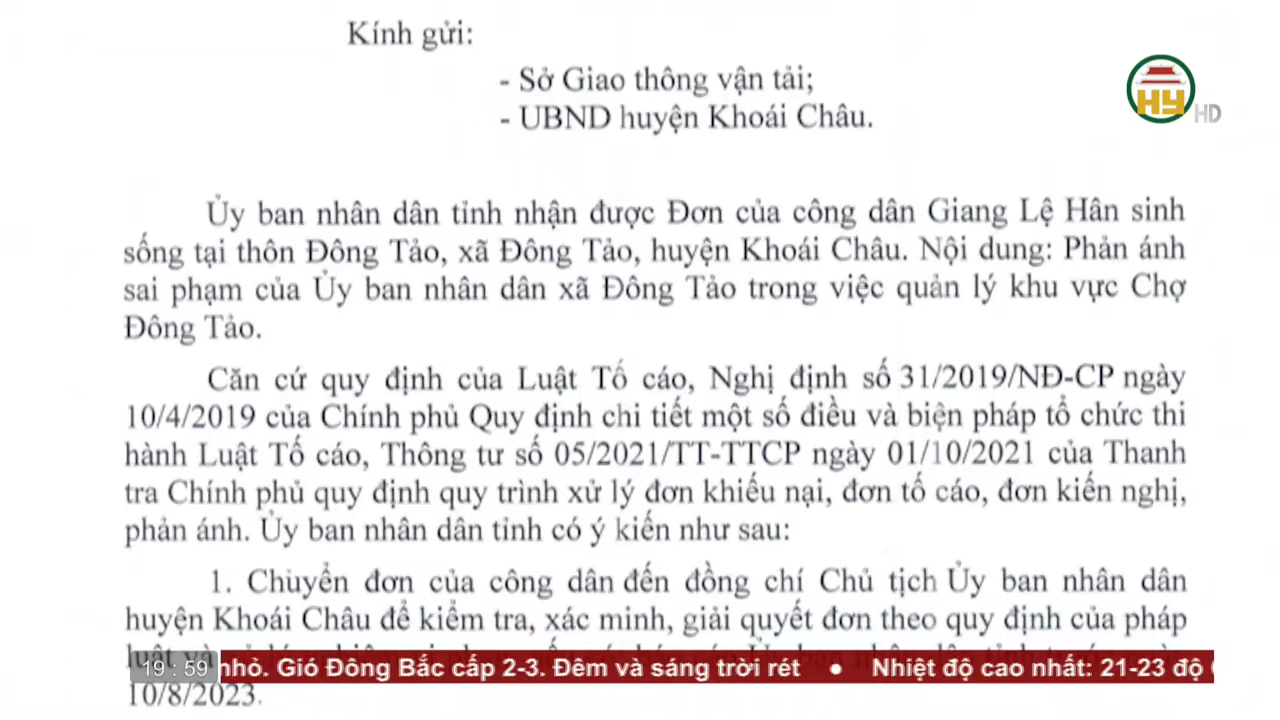 Kính gửi:
- Sở Giao thông vận tải;
- UBND huyện Khoái Châu.
HY HD
Ủy ban nhân dân tỉnh nhận được Đơn của công dân Giang Lệ Hân sinh
sống tại thôn Đông Tảo, xã Đông Tảo, huyện Khoái Châu. Nội dung: Phản ánh
sai phạm của Ủy ban nhân dân xã Đông Tảo trong việc quản lý khu vực Chợ
Đông Tảo.
Căn cứ quy định của Luật Tố cáo, Nghị định số 31/2019/NĐ-CP ngày
10/4/2019 của Chính phủ Quy định chi tiết một số điều và biện pháp tổ chức thi
hành Luật Tố cáo, Thông tư số 05/2021/TT-TTCP ngày 01/10/2021 của Thanh
tra Chính phủ quy định quy trình xử lý đơn khiếu nại, đơn tố cáo, đơn kiến nghị,
phản ánh. Ủy ban nhân dân tỉnh có ý kiến như sau:
1. Chuyển đơn của công dân đến đồng chí Chủ tịch Ủy ban nhân dân
huyện Khoái Châu để kiểm tra, xác minh, giải quyết đơn theo quy định của pháp
luật
19:59 nhỏ. Gió Đông Bắc cấp 2-3. Đêm và sáng trời rét ● Nhiệt độ cao nhất: 21-23 độ
10/8/2023.